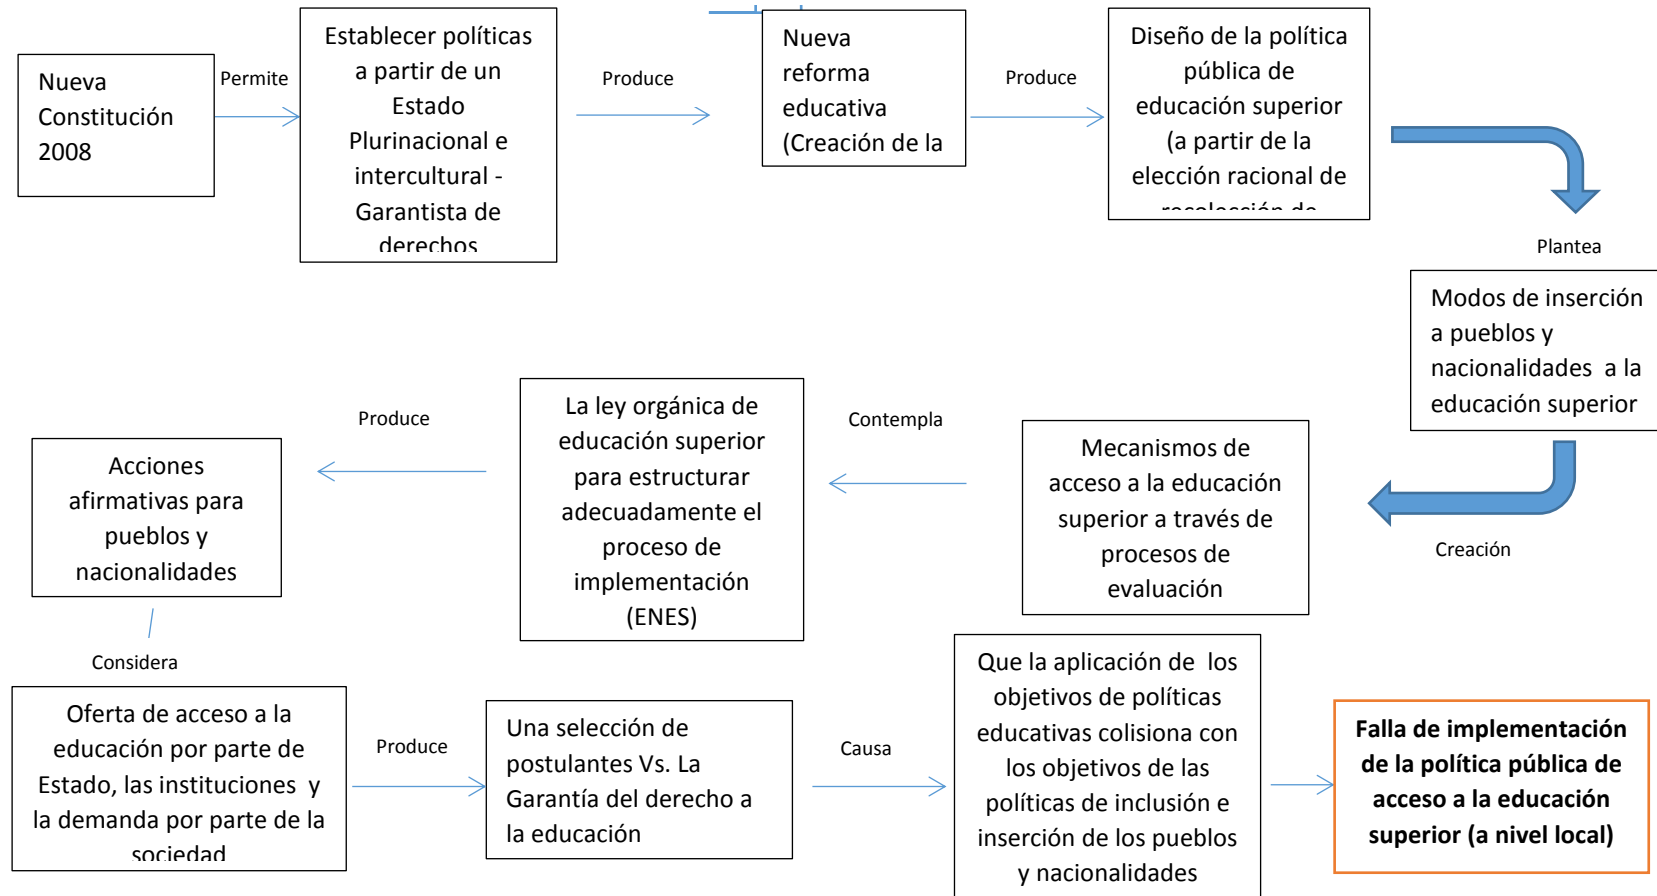 Nueva
Constitución
2008
Permite
Establecer políticas
a partir de un
Estado
Plurinacional e
intercultural -
Garantista de
derechos
Produce
Nueva
reforma
educativa
(Creación de la
Produce
Diseño de la política
pública de
educación superior
(a partir de la
elección racional de
recolección de
Plantea
Modos de inserción
a pueblos y
nacionalidades a la
educación superior
Creación
Mecanismos de
acceso a la educación
superior a través de
procesos de
evaluación
Contempla
La ley orgánica de
educación superior
para estructurar
adecuadamente el
proceso de
implementación
(ENES)
Produce
Acciones
afirmativas para
pueblos y
nacionalidades
Considera
Oferta de acceso a la
educación por parte de
Estado, las instituciones y
la demanda por parte de la
sociedad
Produce
Una selección de
postulantes Vs. La
Garantía del derecho a
la educación
Causa
Que la aplicación de los
objetivos de políticas
educativas colisiona con
los objetivos de las
políticas de inclusión e
inserción de los pueblos
y nacionalidades
Falla de implementación
de la política pública de
acceso a la educación
superior (a nivel local)